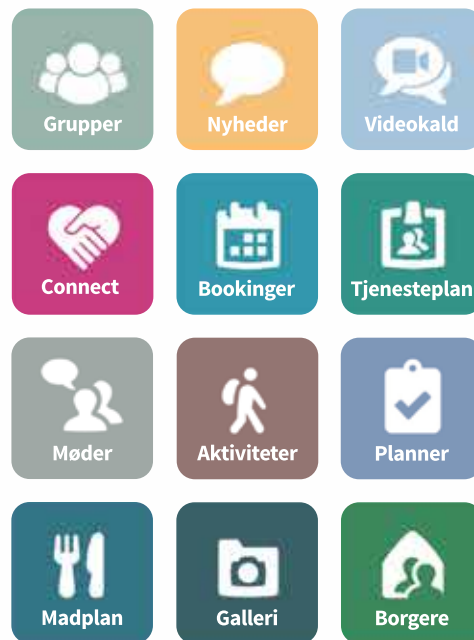 Grupper
Nyheder
Videokald
Connect
Bookinger
Tjenesteplan
Møder
Aktiviteter
Planner
Madplan
Galleri
Borgere